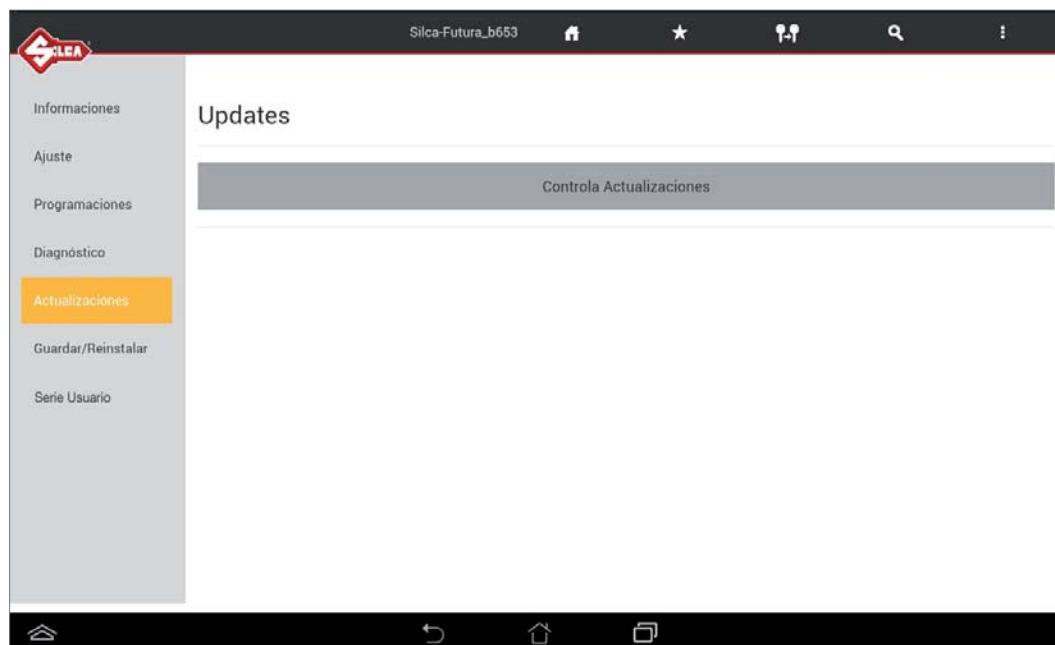 SILCA
Silca-Futura_b653
Informaciones
Ajuste
Programaciones
Diagnóstico
Actualizaciones
Guardar/Reinstalar
Serie Usuario
Updates
Controla Actualizaciones